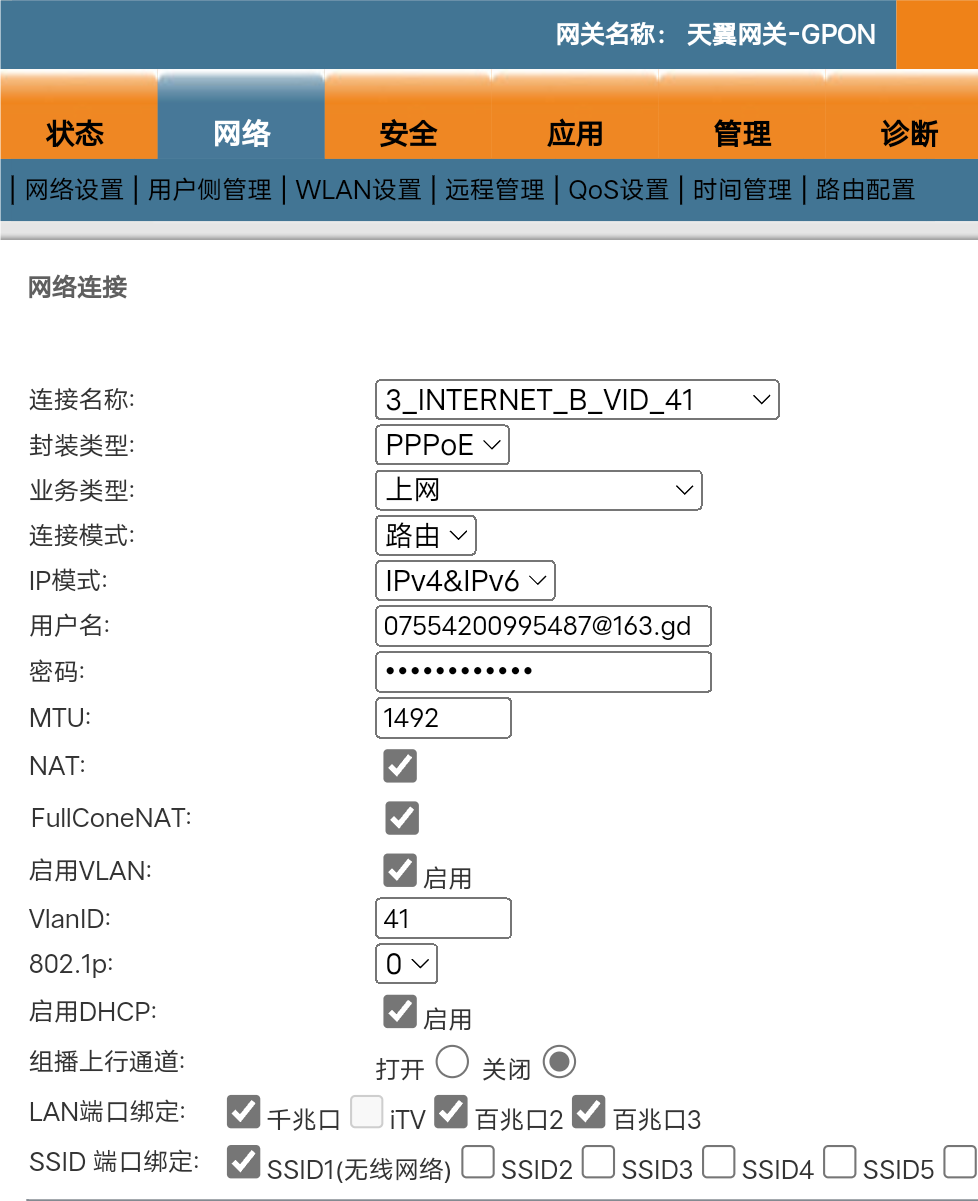 网关名称： 天翼网关-GPON
状态 网络 安全 应用 管理 诊断
| 网络设置 | 用户侧管理 | WLAN设置 | 远程管理 | QoS设置 | 时间管理 | 路由配置
网络连接
连接名称: 3_INTERNET_B_VID_41
封装类型: PPPoE
业务类型: 上网
连接模式: 路由
IP模式: IPv4&IPv6
用户名: 07554200995487@163.gd
密码: ••••••••••••
MTU: 1492
NAT:
FullConeNAT:
启用VLAN: 启用
VlanID: 41
802.1p: 0
启用DHCP: 启用
组播上行通道: 打开 关闭
LAN端口绑定: 千兆口 iTV 百兆口2 百兆口3
SSID 端口绑定: SSID1(无线网络) SSID2 SSID3 SSID4 SSID5